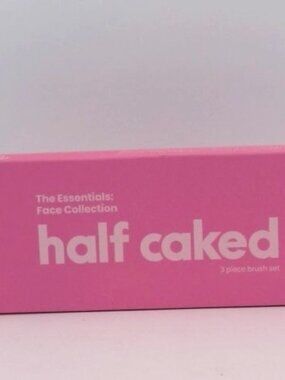 The Essentials:
Face Collection
half caked
3 piece brush set